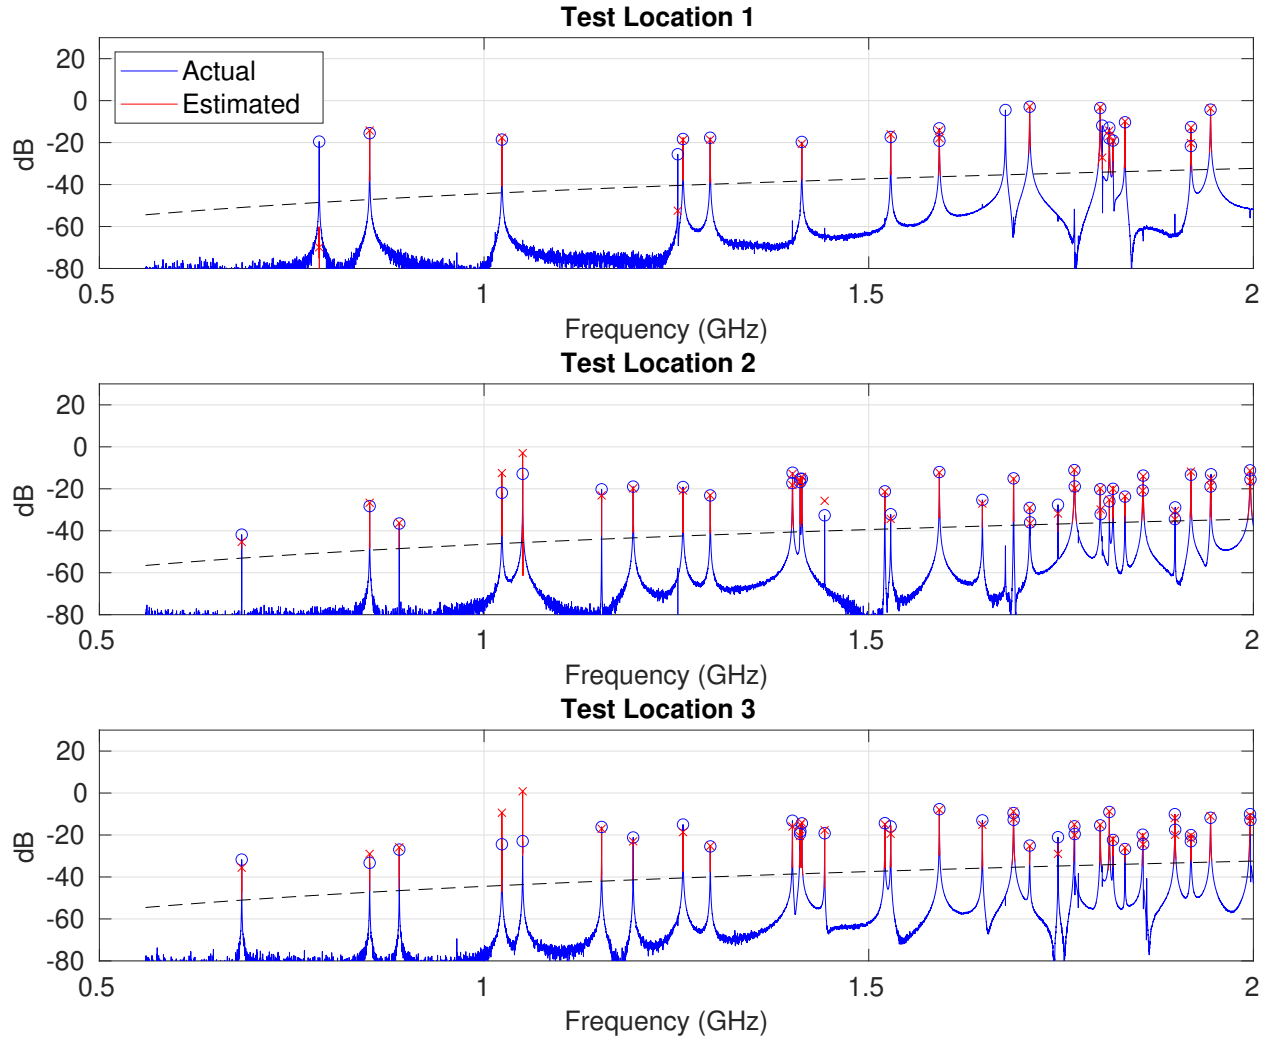 Test Location 1
20
0
-20
-40
-60
-80
dB
Actual
Estimated
0.5 1 1.5 2
Frequency (GHz)
Test Location 2
20
0
-20
-40
-60
-80
dB
0.5 1 1.5 2
Frequency (GHz)
Test Location 3
20
0
-20
-40
-60
-80
dB
0.5 1 1.5 2
Frequency (GHz)